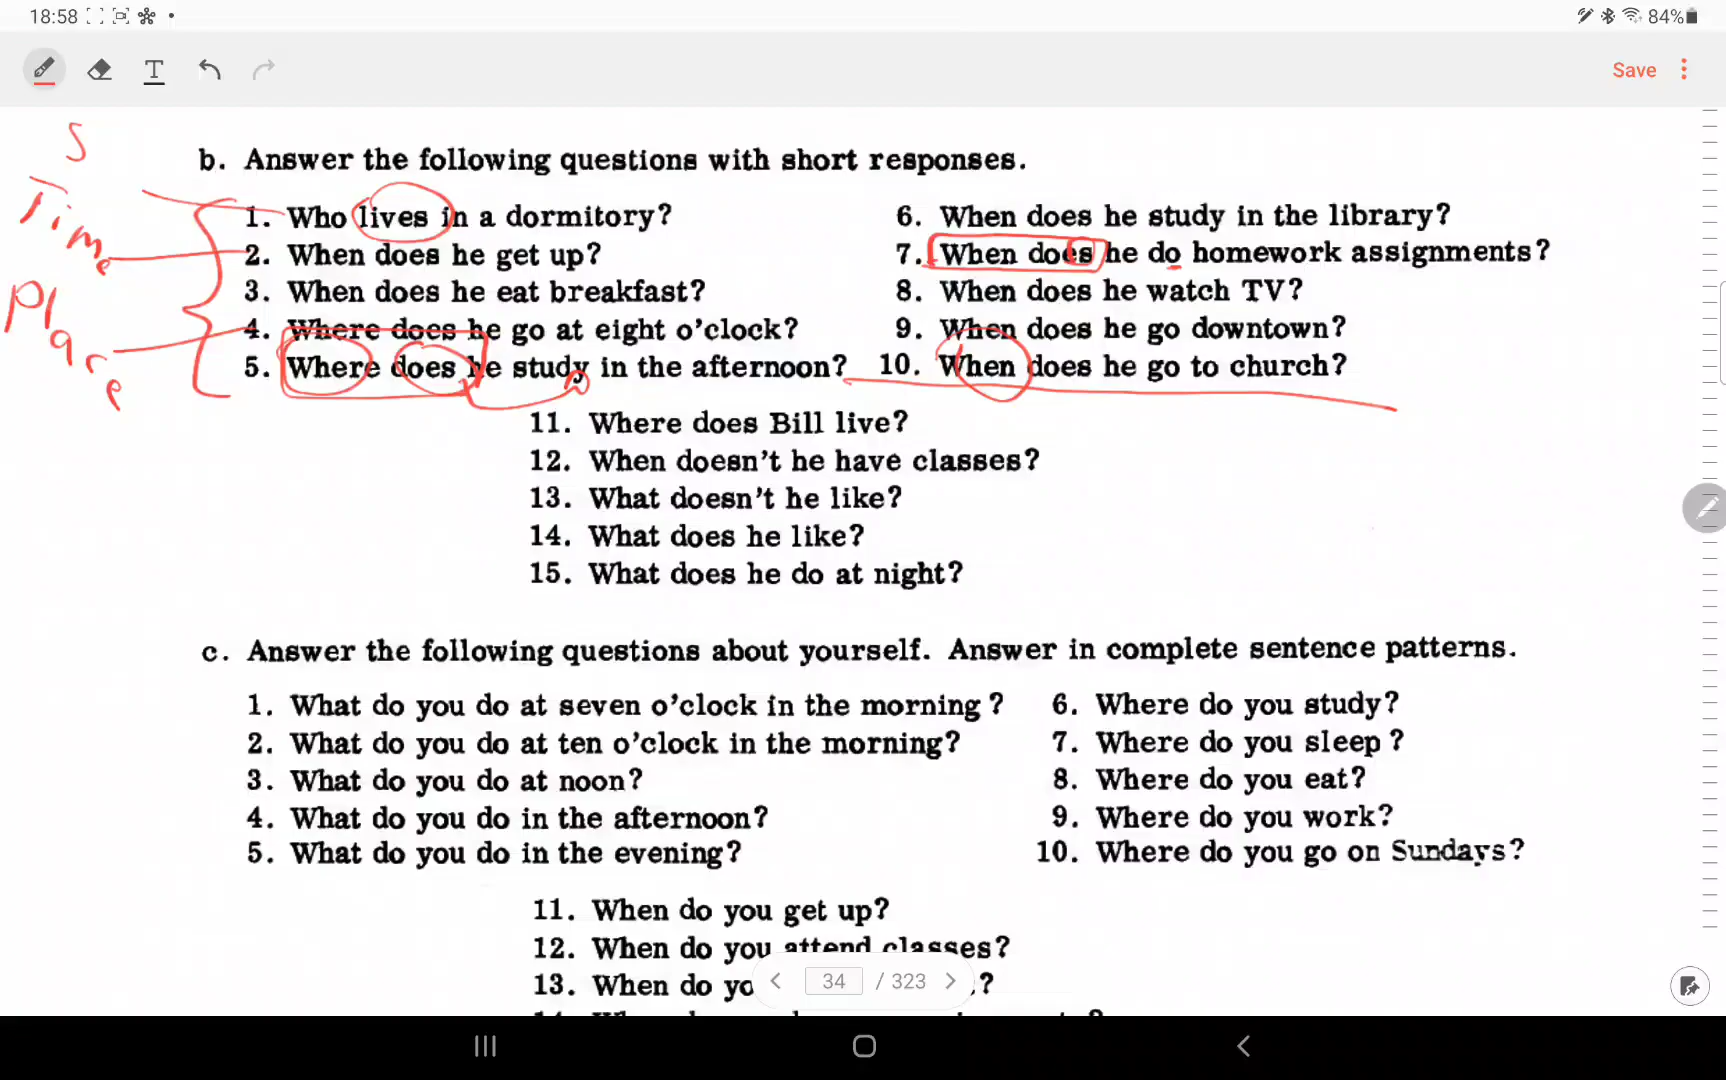 18:58
84%
Save
S
Time
Place
b. Answer the following questions with short responses.
1. Who lives in a dormitory?
2. When does he get up?
3. When does he eat breakfast?
4. Where does he go at eight o'clock?
5. Where does he study in the afternoon?
6. When does he study in the library?
7. When does he do homework assignments?
8. When does he watch TV?
9. When does he go downtown?
10. When does he go to church?
11. Where does Bill live?
12. When doesn't he have classes?
13. What doesn't he like?
14. What does he like?
15. What does he do at night?
c. Answer the following questions about yourself. Answer in complete sentence patterns.
1. What do you do at seven o'clock in the morning?
2. What do you do at ten o'clock in the morning?
3. What do you do at noon?
4. What do you do in the afternoon?
5. What do you do in the evening?
6. Where do you study?
7. Where do you sleep?
8. Where do you eat?
9. Where do you work?
10. Where do you go on Sundays?
11. When do you get up?
12. When do you attend classes?
13. When do yo
34 / 323